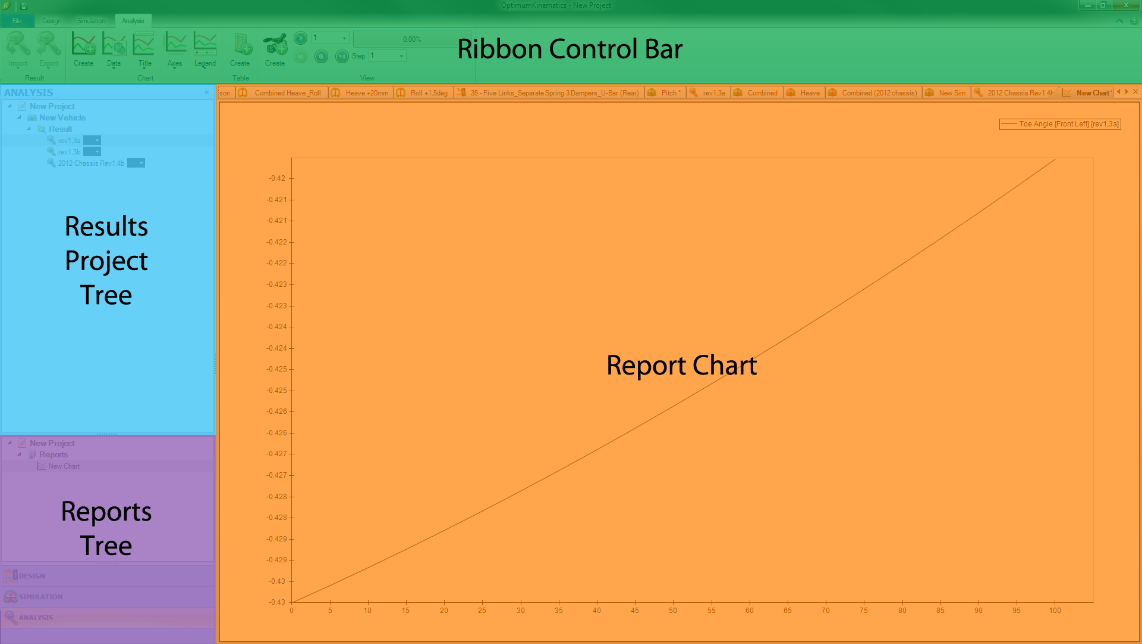 OptimumKinematics - New Project
File Design Simulation Analysis
Import Export Create Data Title Axes Legend Create Create 1 0.00% Step 1
Result Chart Table View
Ribbon Control Bar
ANALYSIS
New Project
New Vehicle
Result
rev1.3a
rev1.3b
2012 Chassis Rev1.4b
Results
Project
Tree
New Project
Reports
New Chart
Reports
Tree
DESIGN
SIMULATION
ANALYSIS
Combined Heave_Roll Heave +20mm Roll +1.5deg 35 - Five Links_Separate Spring 3 Dampers_U-Bar (Rear) Pitch * rev1.3a Combined Heave Combined (2012 chassis) New Sim 2012 Chassis Rev1.4b New Chart*
Toe Angle [Front Left] [rev1.3a]
-0.42
-0.421
-0.421
-0.422
-0.422
-0.423
-0.423
-0.424
-0.424
-0.425
-0.425
-0.426
-0.426
-0.427
-0.427
-0.428
-0.428
-0.429
-0.429
-0.43
-0.43
Report Chart
0 5 10 15 20 25 30 35 40 45 50 55 60 65 70 75 80 85 90 95 100